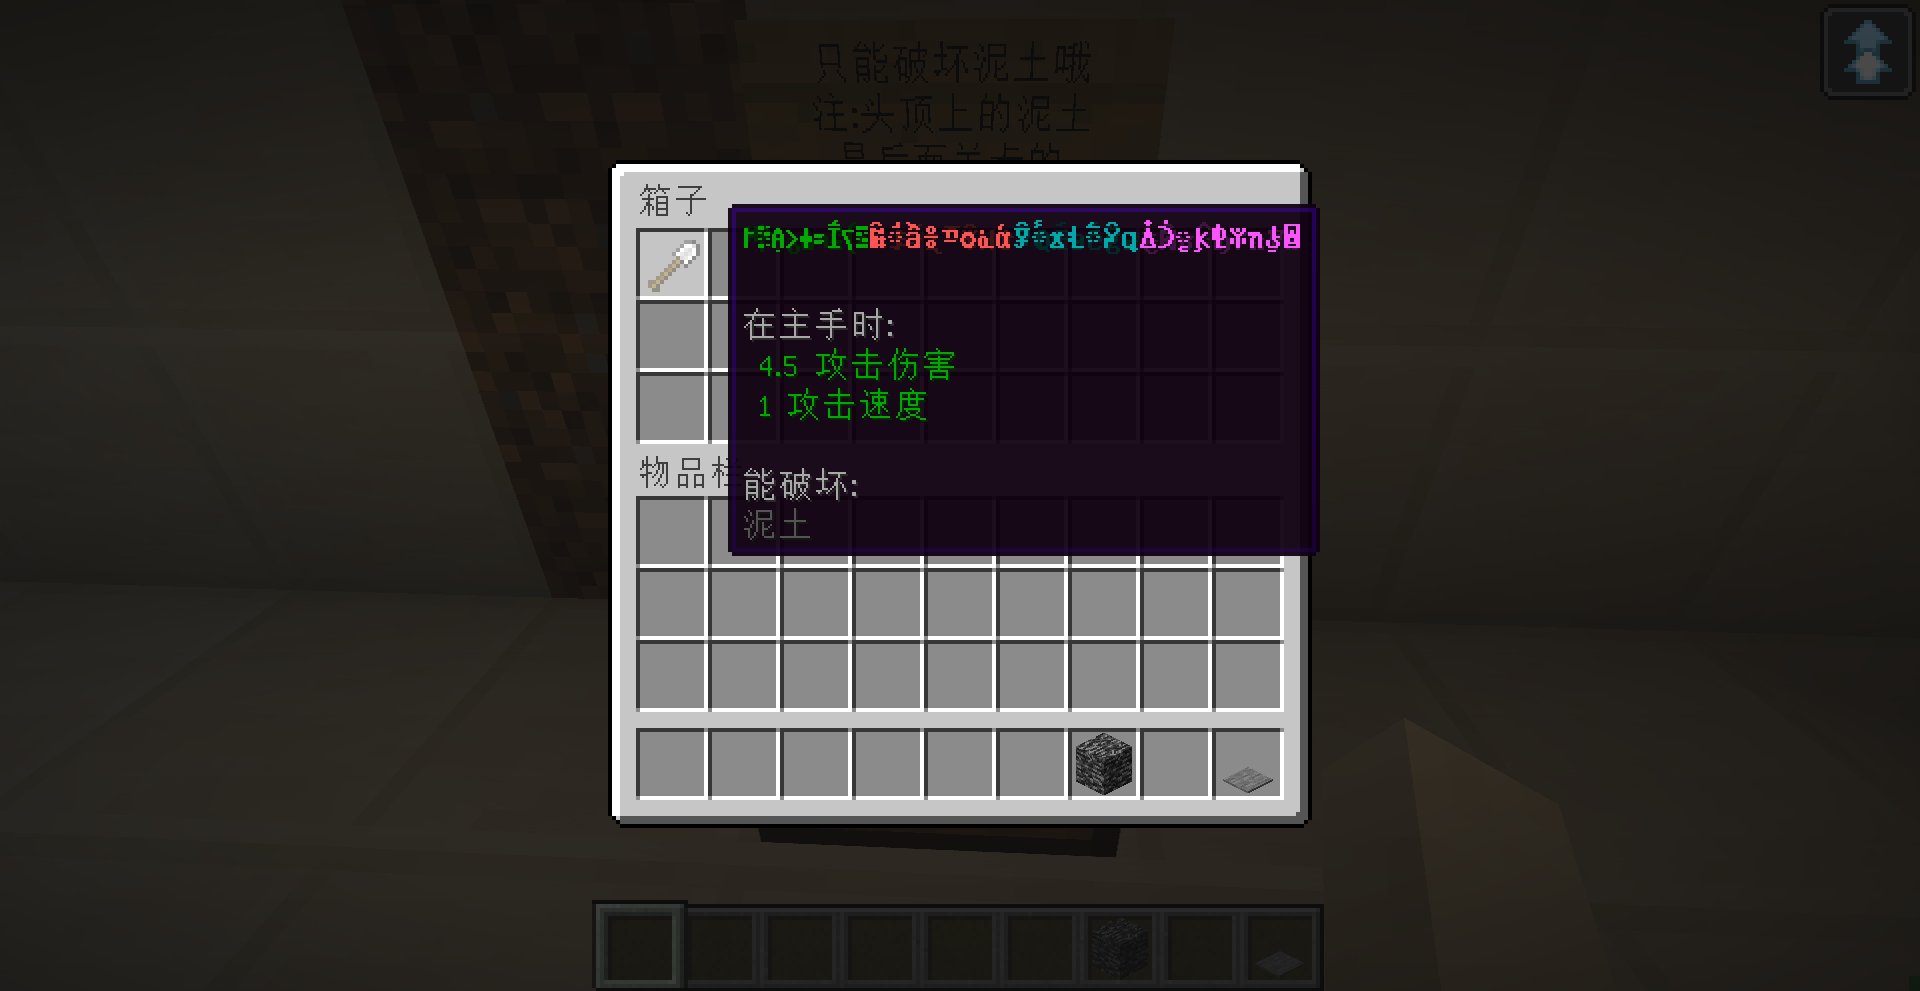 只能破坏泥土哦
注:头顶上的泥土
箱子
在主手时:
4.5 攻击伤害
1 攻击速度
物品栏
能破坏:
泥土